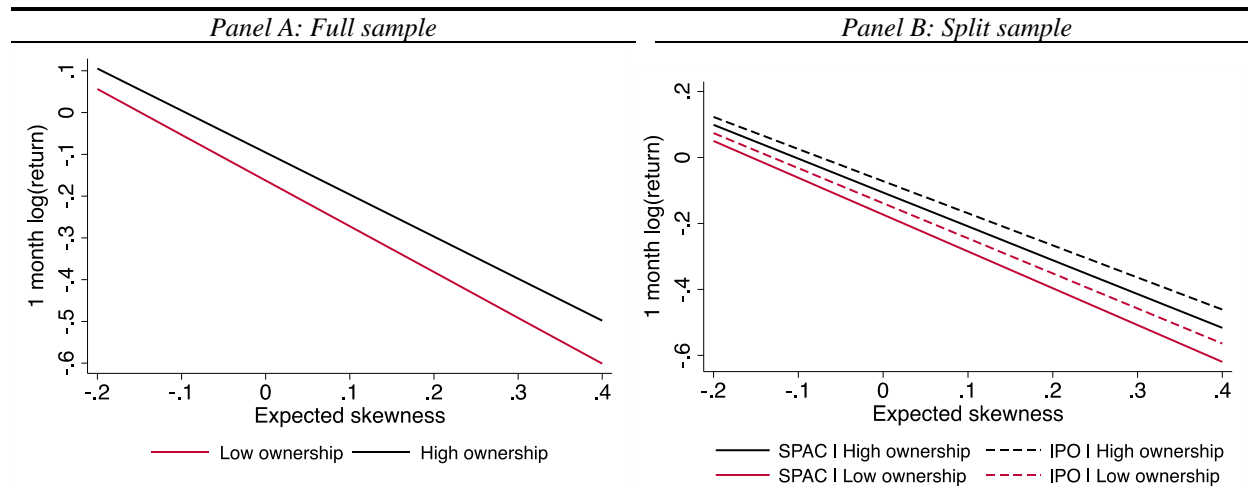 Panel A: Full sample
Panel B: Split sample
1 month log(return)
.1
0
-.1
-.2
-.3
-.4
-.5
-.6
-.2
-.1
0
.1
.2
.3
.4
Expected skewness
Low ownership
High ownership
1 month log(return)
.2
0
-.2
-.4
-.6
-.2
-.1
0
.1
.2
.3
.4
Expected skewness
SPAC | High ownership
IPO | High ownership
SPAC | Low ownership
IPO | Low ownership